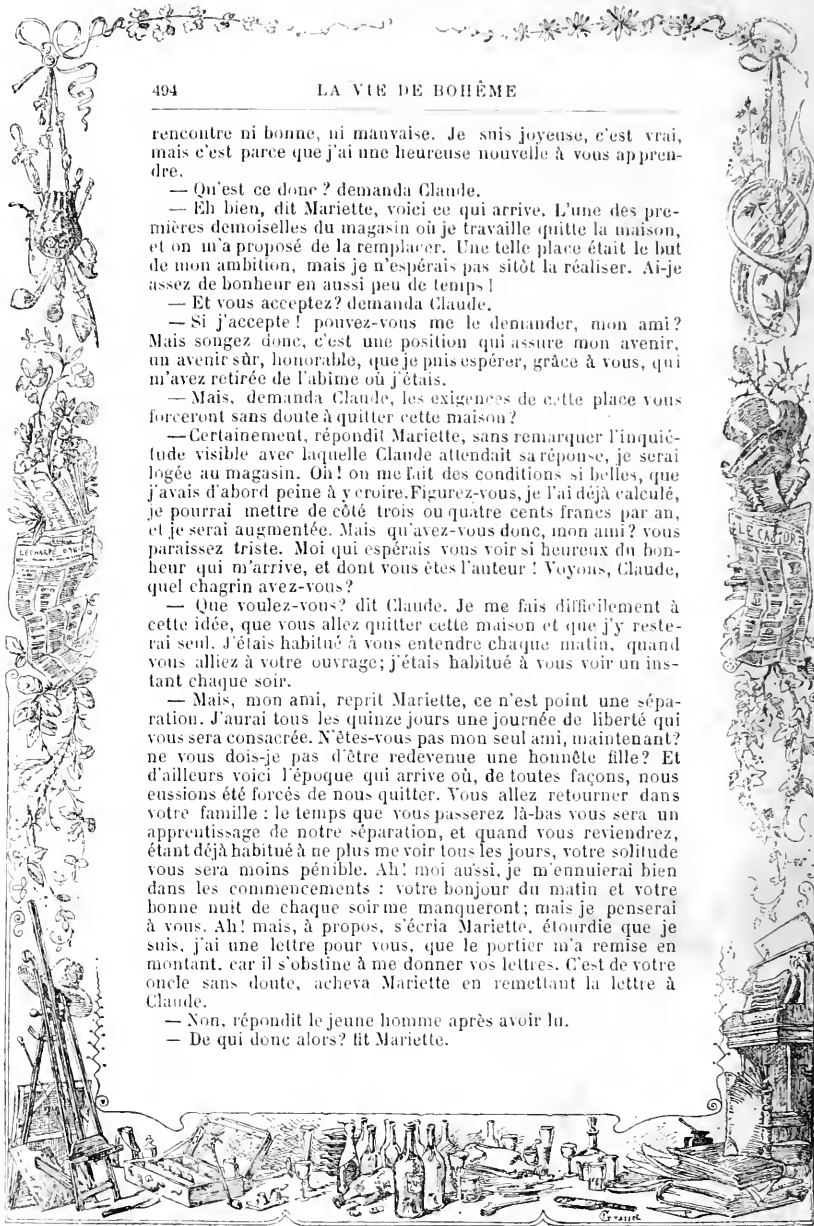 494
LA VIE DE BOHÊME
rencontre ni bonne, ni mauvaise. Je suis joyeuse, c'est vrai,
mais c'est parce que j'ai une heureuse nouvelle à vous appren-
dre.
— Qu'est ce donc ? demanda Claude.
— Eh bien, dit Mariette, voici ce qui arrive. L'une des pre-
mières demoiselles du magasin où je travaille quitte la maison,
et on m'a proposé de la remplacer. Une telle place était le but
de mon ambition, mais je n'espérais pas sitôt la réaliser. Ai-je
assez de bonheur en aussi peu de temps !
— Et vous acceptez? demanda Claude.
— Si j'accepte ! pouvez-vous me le demander, mon ami?
Mais songez donc, c'est une position qui assure mon avenir,
un avenir sûr, honorable, que je puis espérer, grâce à vous, qui
m'avez retirée de l'abîme où j'étais.
— Mais, demanda Claude, les exigences de cette place vous
forceront sans doute à quitter cette maison?
— Certainement, répondit Mariette, sans remarquer l'inquié-
tude visible avec laquelle Claude attendait sa réponse, je serai
logée au magasin. Oh! on me fait des conditions si belles, que
j'avais d'abord peine à y croire. Figurez-vous, je l'ai déjà calculé,
je pourrai mettre de côté trois ou quatre cents francs par an,
et je serai augmentée. Mais qu'avez-vous donc, mon ami? vous
paraissez triste. Moi qui espérais vous voir si heureux du bon-
heur qui m'arrive, et dont vous êtes l'auteur ! Voyons, Claude,
quel chagrin avez-vous?
— Que voulez-vous? dit Claude. Je me fais difficilement à
cette idée, que vous allez quitter cette maison et que j'y reste-
rai seul. J'étais habitué à vous entendre chaque matin, quand
vous alliez à votre ouvrage; j'étais habitué à vous voir un ins-
tant chaque soir.
— Mais, mon ami, reprit Mariette, ce n'est point une sépa-
ration. J'aurai tous les quinze jours une journée de liberté qui
vous sera consacrée. N'êtes-vous pas mon seul ami, maintenant?
ne vous dois-je pas d'être redevenue une honnête fille? Et
d'ailleurs voici l'époque qui arrive où, de toutes façons, nous
eussions été forcés de nous quitter. Vous allez retourner dans
votre famille : le temps que vous passerez là-bas vous sera un
apprentissage de notre séparation, et quand vous reviendrez,
étant déjà habitué à ne plus me voir tous les jours, votre solitude
vous sera moins pénible. Ah! moi aussi, je m'ennuierai bien
dans les commencements : votre bonjour du matin et votre
bonne nuit de chaque soir me manqueront; mais je penserai
à vous. Ah! mais, à propos, s'écria Mariette, étourdie que je
suis, j'ai une lettre pour vous, que le portier m'a remise en
montant, car il s'obstine à me donner vos lettres. C'est de votre
oncle sans doute, acheva Mariette en remettant la lettre à
Claude.
— Non, répondit le jeune homme après avoir lu.
— De qui donc alors? fit Mariette.
L'ECHARPE D'IRIS
LE CASTOR